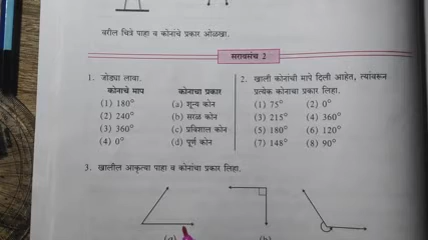 वरील चित्रे पाहा व कोनांचे प्रकार ओळखा.
सरावसंच 2
1. जोड्या लावा.
कोनाचे माप कोनाचा प्रकार
(1) 180° (a) शून्य कोन
(2) 240° (b) सरळ कोन
(3) 360° (c) प्रविशाल कोन
(4) 0° (d) पूर्ण कोन
2. खाली कोनांची मापे दिली आहेत, त्यांवरून
प्रत्येक कोनाचा प्रकार लिहा.
(1) 75° (2) 0°
(3) 215° (4) 360°
(5) 180° (6) 120°
(7) 148° (8) 90°
3. खालील आकृत्या पाहा व कोनांचा प्रकार लिहा.
(a) (b)